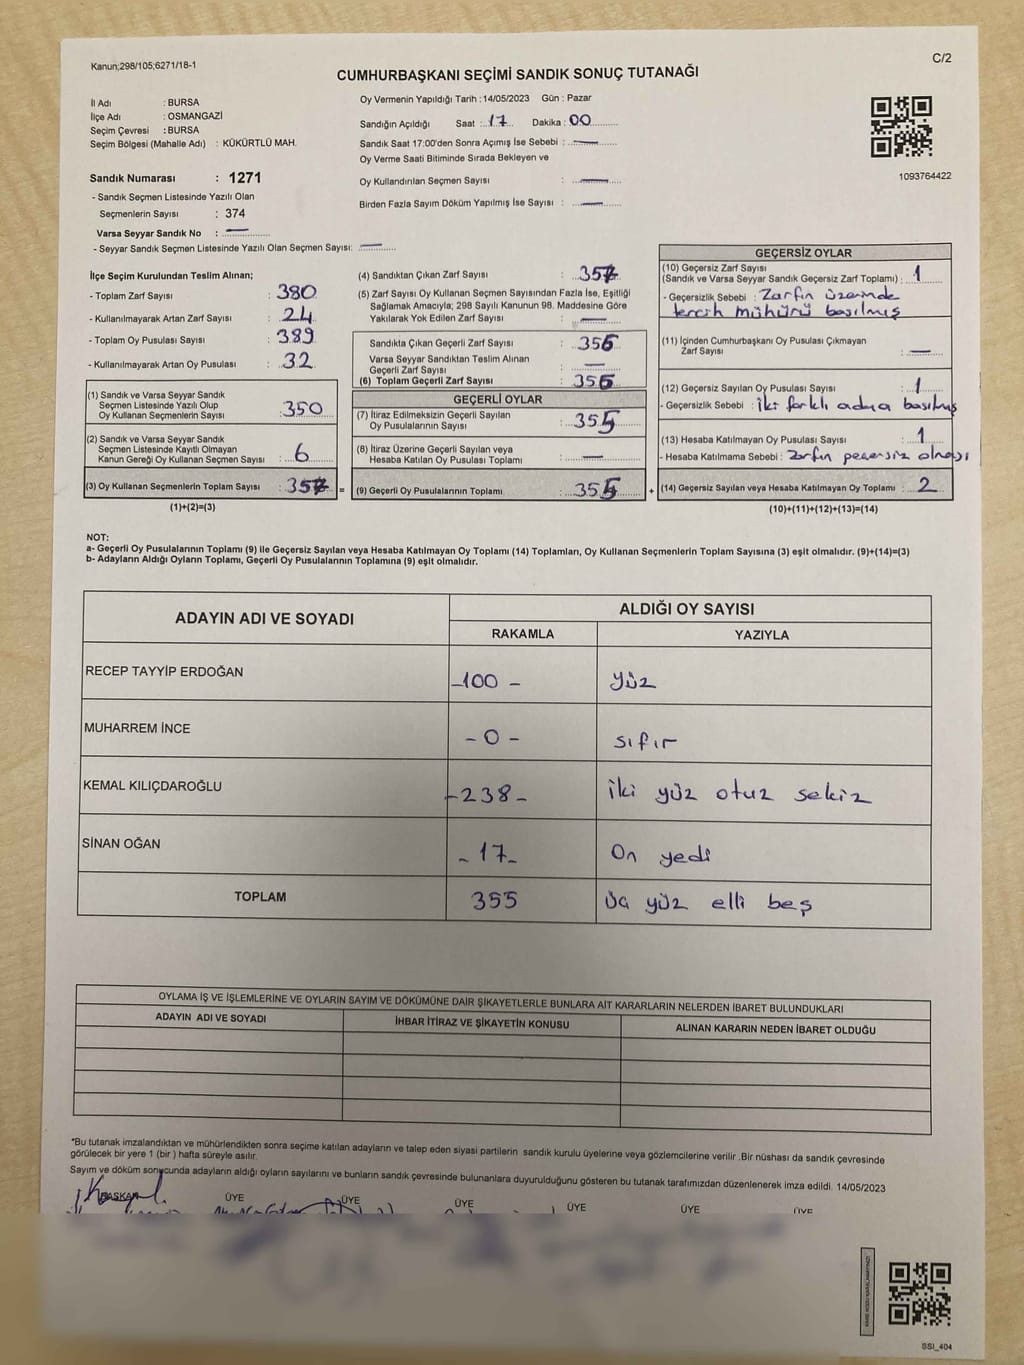 Kanun;298/105;6271/18-1
C/2
CUMHURBAŞKANI SEÇİMİ SANDIK SONUÇ TUTANAĞI
İl Adı : BURSA
İlçe Adı : OSMANGAZİ
Seçim Çevresi : BURSA
Seçim Bölgesi (Mahalle Adı) : KÜKÜRTLÜ MAH.
Sandık Numarası : 1271
- Sandık Seçmen Listesinde Yazılı Olan
Seçmenlerin Sayısı : 374
Varsa Seyyar Sandık No : —
- Seyyar Sandık Seçmen Listesinde Yazılı Olan Seçmen Sayısı: —
Oy Vermenin Yapıldığı Tarih : 14/05/2023 Gün : Pazar
Sandığın Açıldığı Saat : 17 Dakika : 00
Sandık Saat 17:00'den Sonra Açımış İse Sebebi : —
Oy Verme Saati Bitiminde Sırada Bekleyen ve
Oy Kullandırılan Seçmen Sayısı : —
Birden Fazla Sayım Döküm Yapılmış İse Sayısı : —
1093764422
İlçe Seçim Kurulundan Teslim Alınan;
- Toplam Zarf Sayısı : 380
- Kullanılmayarak Artan Zarf Sayısı : 24
- Toplam Oy Pusulası Sayısı : 389
- Kullanılmayarak Artan Oy Pusulası : 32
(1) Sandık ve Varsa Seyyar Sandık
Seçmen Listesinde Yazılı Olup
Oy Kullanan Seçmenlerin Sayısı : 350
(2) Sandık ve Varsa Seyyar Sandık
Seçmen Listesinde Kayıtlı Olmayan
Kanun Gereği Oy Kullanan Seçmen Sayısı : 6
(3) Oy Kullanan Seçmenlerin Toplam Sayısı : 357 =
(1)+(2)=(3)
(4) Sandıktan Çıkan Zarf Sayısı : 357
(5) Zarf Sayısı Oy Kullanan Seçmen Sayısından Fazla İse, Eşitliği
Sağlamak Amacıyla; 298 Sayılı Kanunun 98. Maddesine Göre
Yakılarak Yok Edilen Zarf Sayısı : —
Sandıkta Çıkan Geçerli Zarf Sayısı : 356
Varsa Seyyar Sandıktan Teslim Alınan
Geçerli Zarf Sayısı : —
(6) Toplam Geçerli Zarf Sayısı : 356
GEÇERLİ OYLAR
(7) İtiraz Edilmeksizin Geçerli Sayılan
Oy Pusulalarının Sayısı : 355
(8) İtiraz Üzerine Geçerli Sayılan veya
Hesaba Katılan Oy Pusulası Toplamı : —
(9) Geçerli Oy Pusulalarının Toplamı : 355 +
GEÇERSİZ OYLAR
(10) Geçersiz Zarf Sayısı
(Sandık ve Varsa Seyyar Sandık Geçersiz Zarf Toplamı) : 1
- Geçersizlik Sebebi : Zarfın üzerinde
tercih mühürü basılmış
(11) İçinden Cumhurbaşkanı Oy Pusulası Çıkmayan
Zarf Sayısı : —
(12) Geçersiz Sayılan Oy Pusulası Sayısı : 1
- Geçersizlik Sebebi : İki farklı adaya basılmış
(13) Hesaba Katılmayan Oy Pusulası Sayısı : 1
- Hesaba Katılmama Sebebi : Zarfın geçersiz olması
(14) Geçersiz Sayılan veya Hesaba Katılmayan Oy Toplamı : 2
(10)+(11)+(12)+(13)=(14)
NOT:
a- Geçerli Oy Pusulalarının Toplamı (9) ile Geçersiz Sayılan veya Hesaba Katılmayan Oy Toplamı (14) Toplamları, Oy Kullanan Seçmenlerin Toplam Sayısına (3) eşit olmalıdır. (9)+(14)=(3)
b- Adayların Aldığı Oyların Toplamı, Geçerli Oy Pusulalarının Toplamına (9) eşit olmalıdır.
ADAYIN ADI VE SOYADI ALDIĞI OY SAYISI
RAKAMLA YAZIYLA
RECEP TAYYİP ERDOĞAN -100- yüz
MUHARREM İNCE -0- sıfır
KEMAL KILIÇDAROĞLU -238- iki yüz otuz sekiz
SİNAN OĞAN -17- On yedi
TOPLAM 355 üç yüz elli beş
OYLAMA İŞ VE İŞLEMLERİNE VE OYLARIN SAYIM VE DÖKÜMÜNE DAİR ŞİKAYETLERLE BUNLARA AİT KARARLARIN NELERDEN İBARET BULUNDUKLARI
ADAYIN ADI VE SOYADI İHBAR İTİRAZ VE ŞİKAYETİN KONUSU ALINAN KARARIN NEDEN İBARET OLDUĞU
*Bu tutanak imzalandıktan ve mühürlendikten sonra seçime katılan adayların ve talep eden siyasi partilerin sandık kurulu üyelerine veya gözlemcilerine verilir. Bir nüshası da sandık çevresinde
görülecek bir yere 1 (bir ) hafta süreyle asılır.
Sayım ve döküm sonucunda adayların aldığı oyların sayılarını ve bunların sandık çevresinde bulunanlara duyurulduğunu gösteren bu tutanak tarafımızdan düzenlenerek imza edildi. 14/05/2023
BAŞKAN ÜYE ÜYE ÜYE ÜYE ÜYE ÜYE
SSI_404